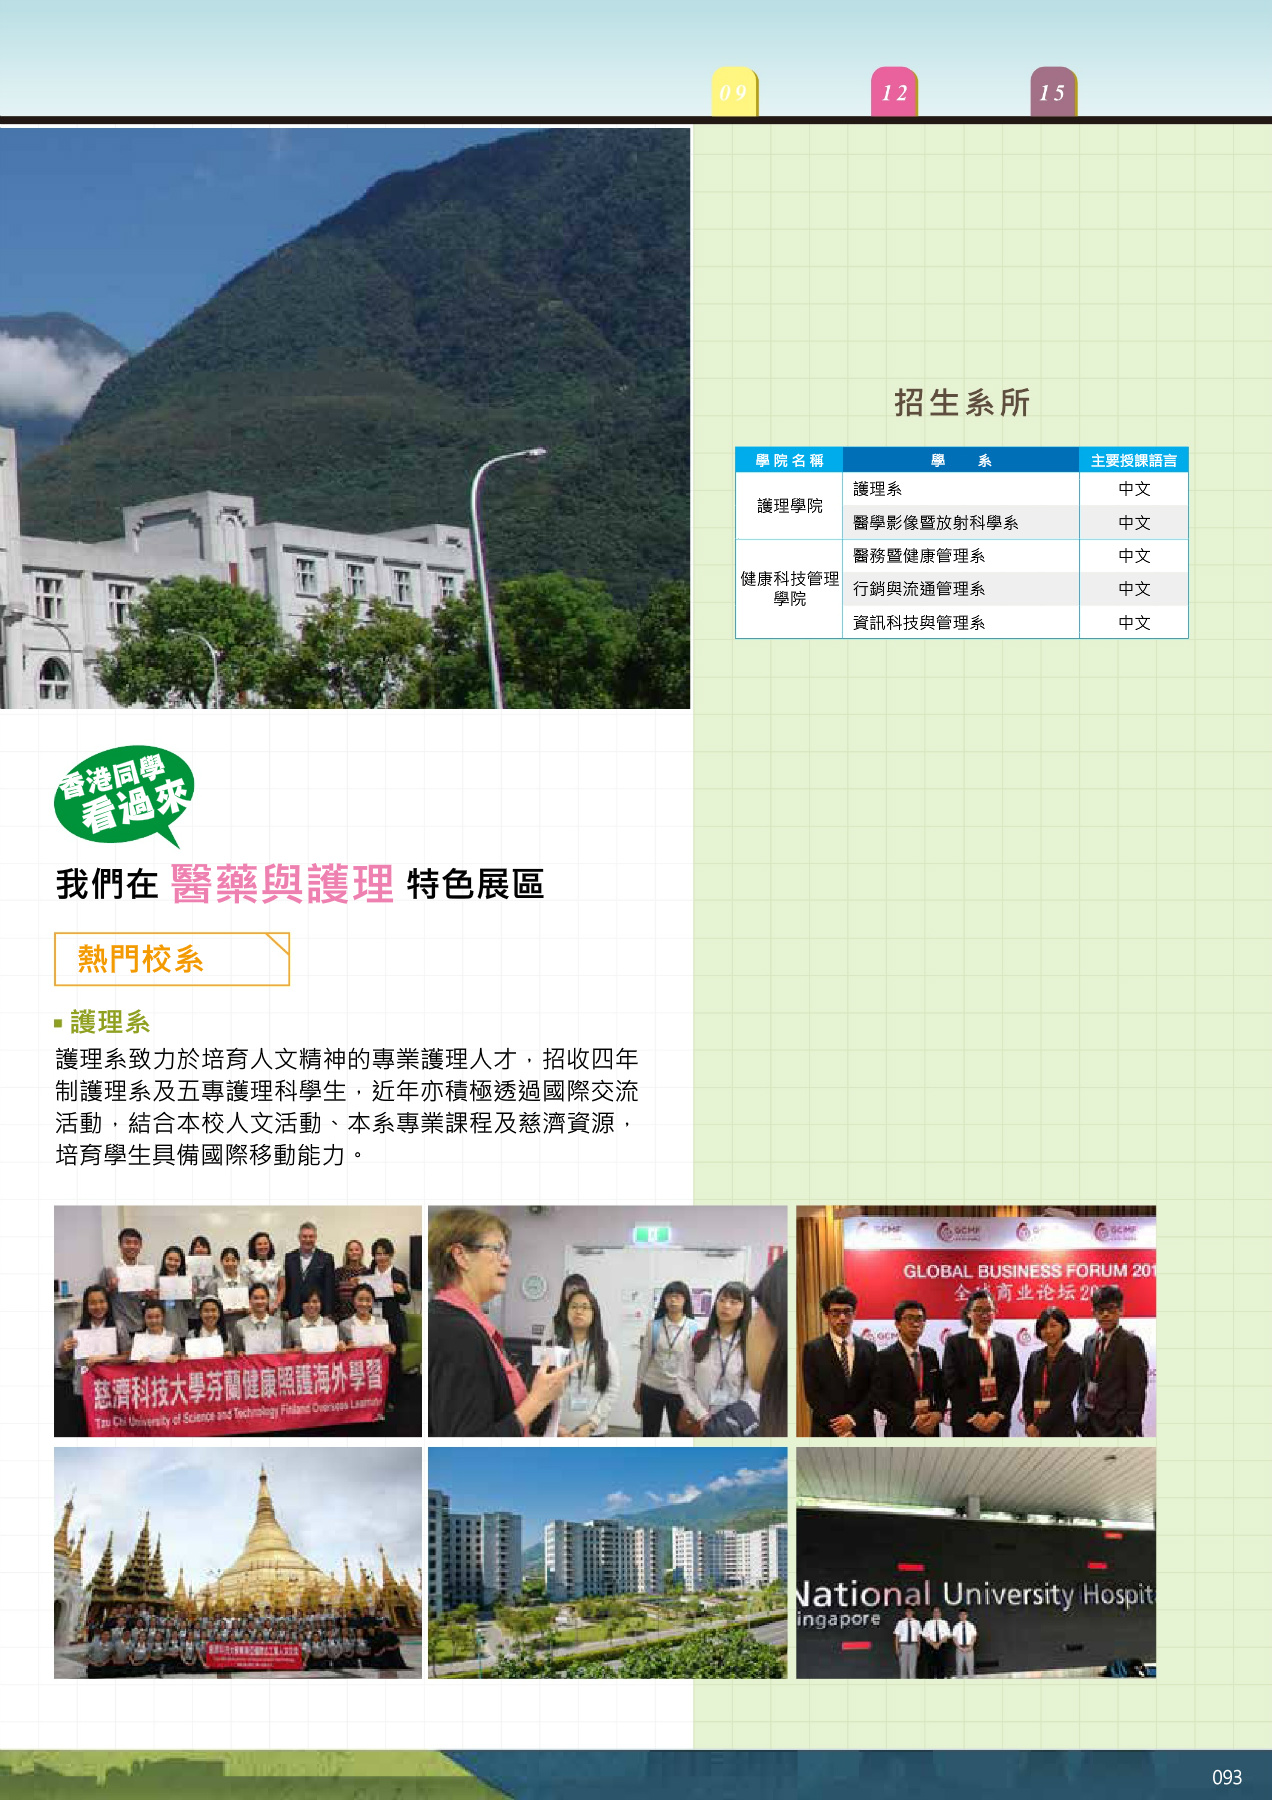 09
12
15
招生系所
學院名稱 學 系 主要授課語言
護理學院 護理系 中文
醫學影像暨放射科學系 中文
健康科技管理學院 醫務暨健康管理系 中文
行銷與流通管理系 中文
資訊科技與管理系 中文
香港同學
看過來
我們在 醫藥與護理 特色展區
熱門校系
護理系
護理系致力於培育人文精神的專業護理人才，招收四年
制護理系及五專護理科學生，近年亦積極透過國際交流
活動，結合本校人文活動、本系專業課程及慈濟資源，
培育學生具備國際移動能力。
慈濟科技大學芬蘭健康照護海外學習
Tzu Chi University of Science and Technology Finland Overseas Learning
GCMF GCMF GCMF GCMF
GLOBAL BUSINESS FORUM 201
全球商业论坛 20
National University Hospit
ingapore
093